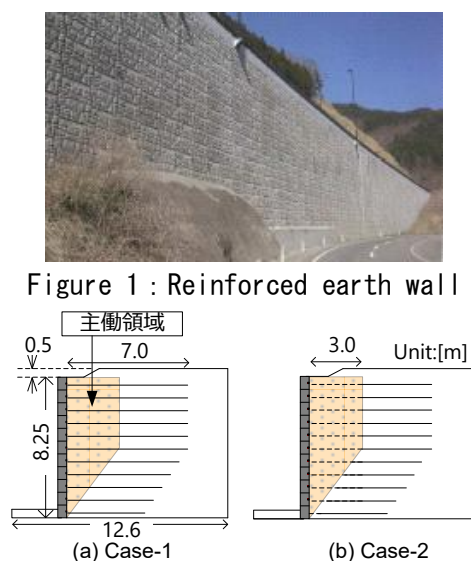 Figure 1 : Reinforced earth wall
主働領域
0.5
7.0
3.0
Unit:[m]
8.25
12.6
(a) Case-1
(b) Case-2